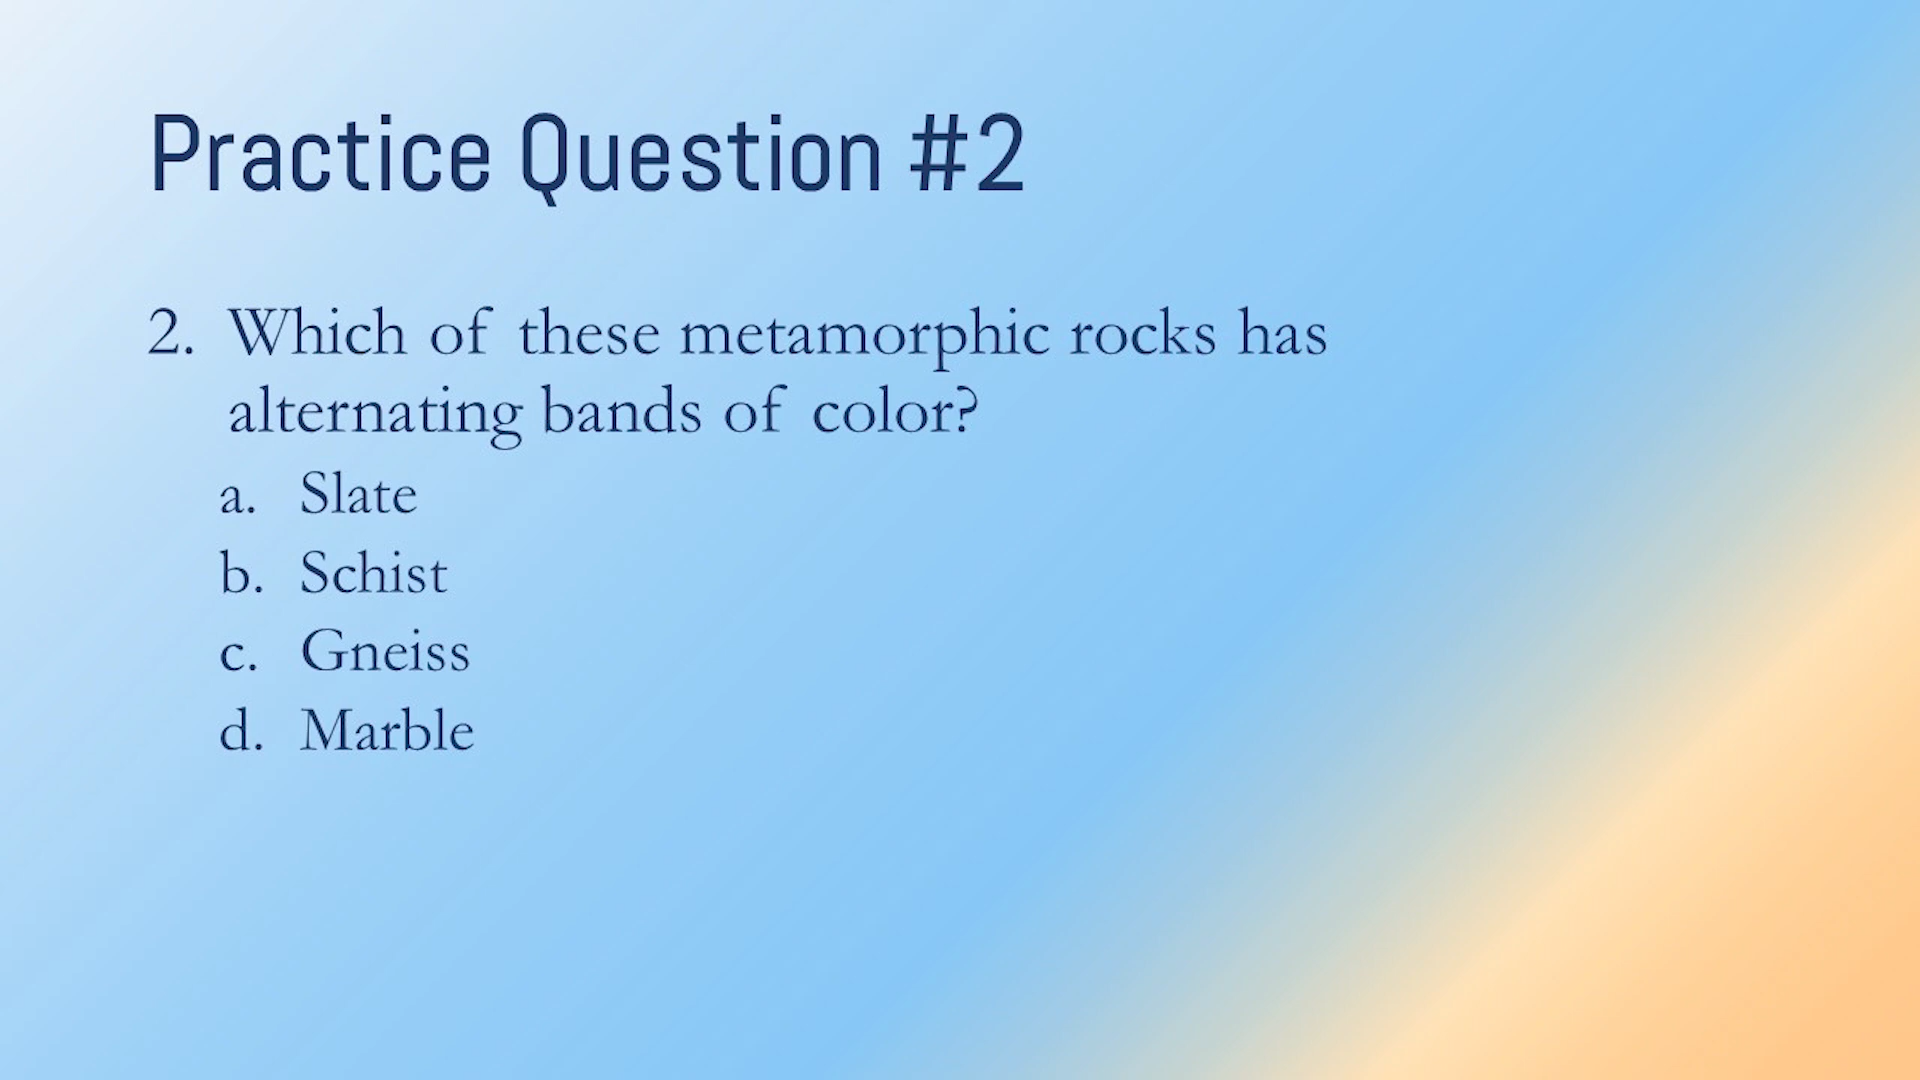 Practice Question #2
2. Which of these metamorphic rocks has
alternating bands of color?
a. Slate
b. Schist
c. Gneiss
d. Marble